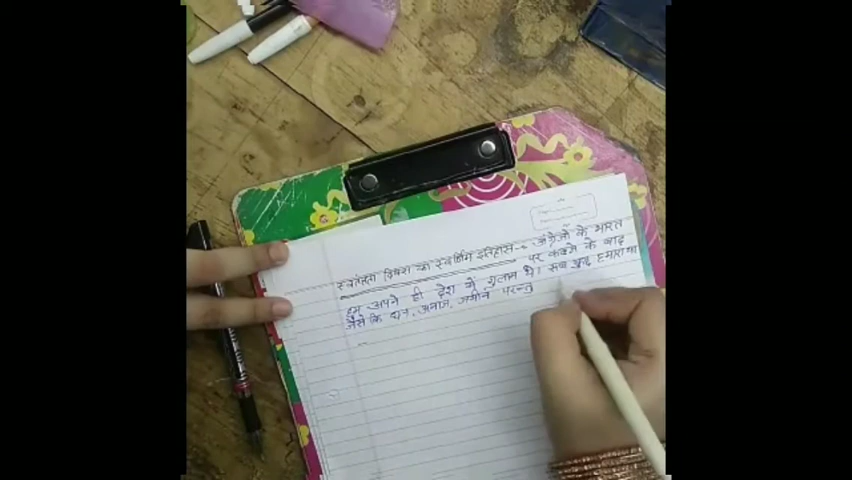 स्वतंत्रता दिवस का स्वर्णिम इतिहास → अंग्रेजों के भारत
पर कब्जे के बाद
हम अपने ही देश में गुलाम थे। सब कुछ हमारा था
जैसे कि धन, अनाज, जमीन परन्तु